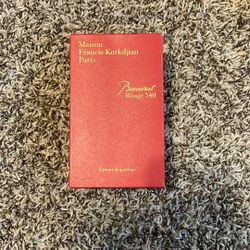 Maison
Francis Kurkdjian
Paris
Baccarat
Rouge 540
Extrait de parfum